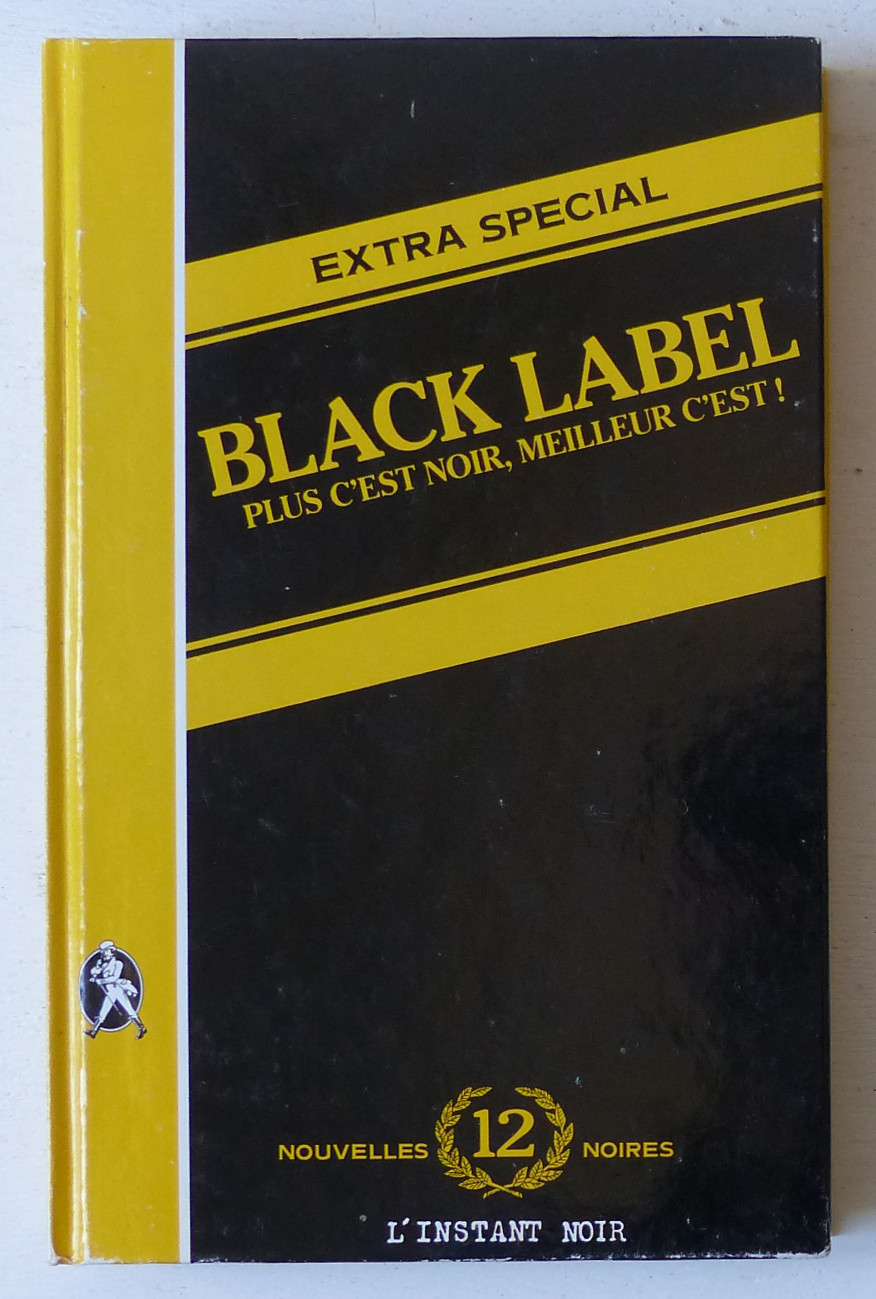 EXTRA SPECIAL
BLACK LABEL
PLUS C'EST NOIR, MEILLEUR C'EST !
NOUVELLES 12 NOIRES
L'INSTANT NOIR